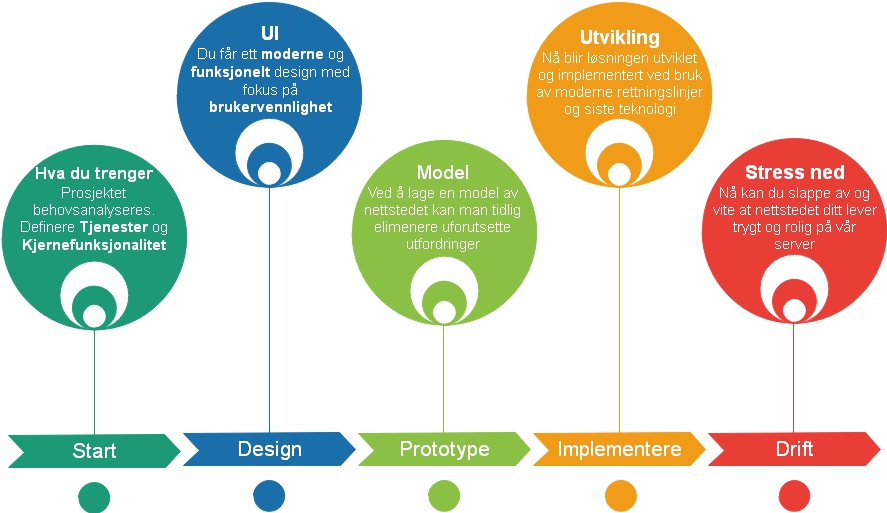 Hva du trenger
Prosjektet
behovsanalyseres.
Definere Tjenester og
Kjernefunksjonalitet
UI
Du får ett moderne og
funksjonelt design med
fokus på
brukervennlighet
Model
Ved å lage en model av
nettstedet kan man tidlig
elimenere uforutsette
utfordringer
Utvikling
Nå blir løsningen utviklet
og implementert ved bruk
av moderne rettningslinjer
og siste teknologi
Stress ned
Nå kan du slappe av og
vite at nettstedet ditt lever
trygt og rolig på vår
server
Start
Design
Prototype
Implementere
Drift